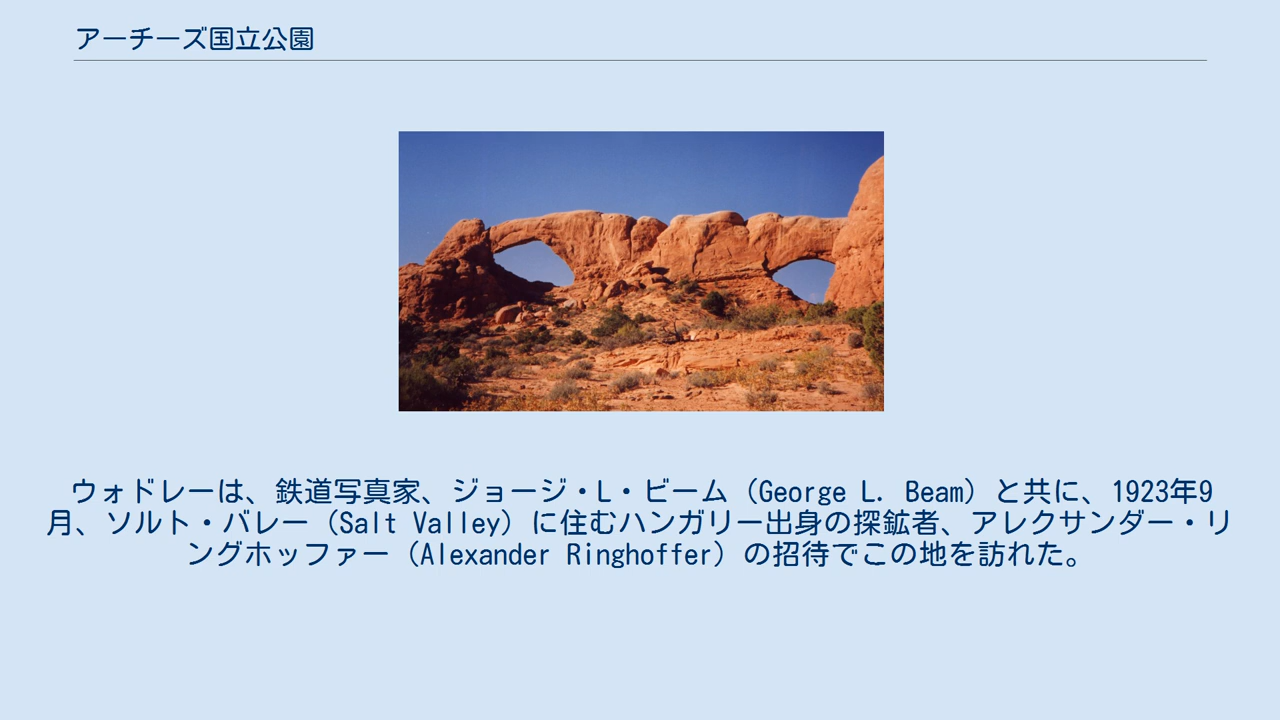 アーチーズ国立公園
ウォドレーは、鉄道写真家、ジョージ・L・ビーム（George L. Beam）と共に、1923年9
月、ソルト・バレー（Salt Valley）に住むハンガリー出身の探鉱者、アレクサンダー・リ
ングホッファー（Alexander Ringhoffer）の招待でこの地を訪れた。